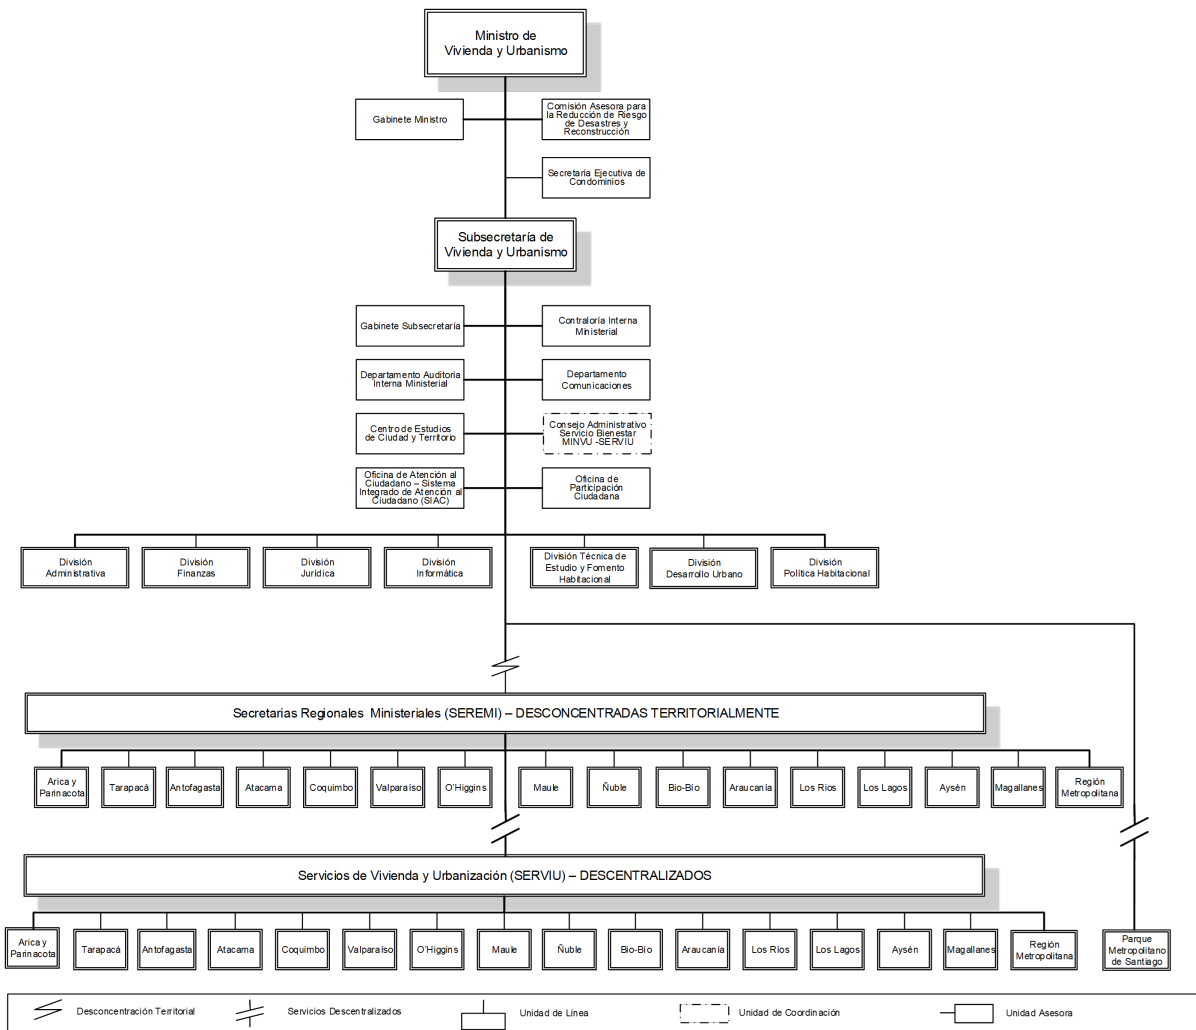 Ministro de
Vivienda y Urbanismo
Gabinete Ministro
Comisión Asesora para
la Reducción de Riesgo
de Desastres y
Reconstrucción
Secretaría Ejecutiva de
Condominios
Subsecretaría de
Vivienda y Urbanismo
Gabinete Subsecretaría
Contraloría Interna
Ministerial
Departamento Auditoría
Interna Ministerial
Departamento
Comunicaciones
Centro de Estudios
de Ciudad y Territorio
Consejo Administrativo
Servicio Bienestar
MINVU -SERVIU
Oficina de Atención al
Ciudadano – Sistema
Integrado de Atención al
Ciudadano (SIAC)
Oficina de
Participación
Ciudadana
División
Administrativa
División
Finanzas
División
Jurídica
División
Informática
División Técnica de
Estudio y Fomento
Habitacional
División
Desarrollo Urbano
División
Política Habitacional
Secretarias Regionales Ministeriales (SEREMI) – DESCONCENTRADAS TERRITORIALMENTE
Arica y
Parinacota
Tarapacá
Antofagasta
Atacama
Coquimbo
Valparaíso
O'Higgins
Maule
Ñuble
Bio-Bío
Araucanía
Los Ríos
Los Lagos
Aysén
Magallanes
Región
Metropolitana
Servicios de Vivienda y Urbanización (SERVIU) – DESCENTRALIZADOS
Arica y
Parinacota
Tarapacá
Antofagasta
Atacama
Coquimbo
Valparaíso
O'Higgins
Maule
Ñuble
Bio-Bío
Araucanía
Los Ríos
Los Lagos
Aysén
Magallanes
Región
Metropolitana
Parque
Metropolitano
de Santiago
Desconcentración Territorial
Servicios Descentralizados
Unidad de Línea
Unidad de Coordinación
Unidad Asesora